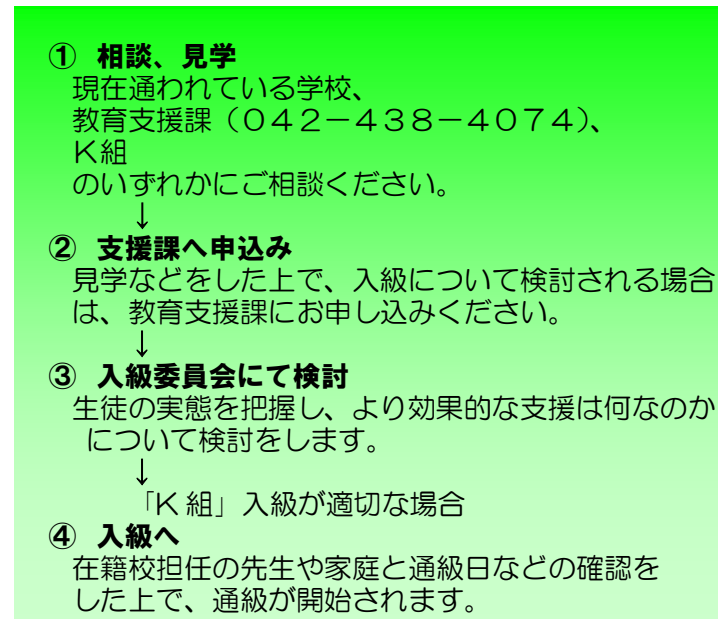 ① 相談、見学
現在通われている学校、
教育支援課（０４２－４３８－４０７４）、
K組
のいずれかにご相談ください。
↓
② 支援課へ申込み
見学などをした上で、入級について検討される場合
は、教育支援課にお申し込みください。
↓
③ 入級委員会にて検討
生徒の実態を把握し、より効果的な支援は何なのか
について検討をします。
↓
「K組」入級が適切な場合
④ 入級へ
在籍校担任の先生や家庭と通級日などの確認を
した上で、通級が開始されます。